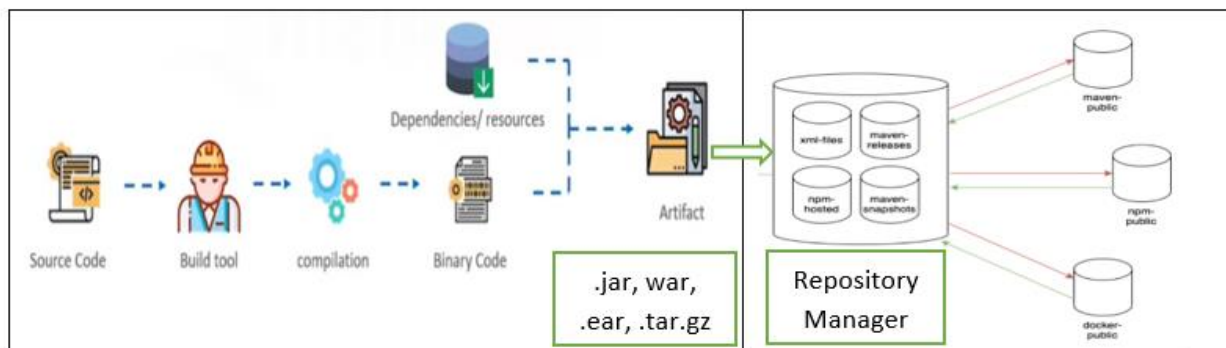 Dependencies/ resources
Source Code
Build tool
compilation
Binary Code
Artifact
.jar, war,
.ear, .tar.gz
xml-files
maven-
releases
npm-
hosted
maven-
snapshots
Repository
Manager
maven-
public
npm-
public
docker-
public